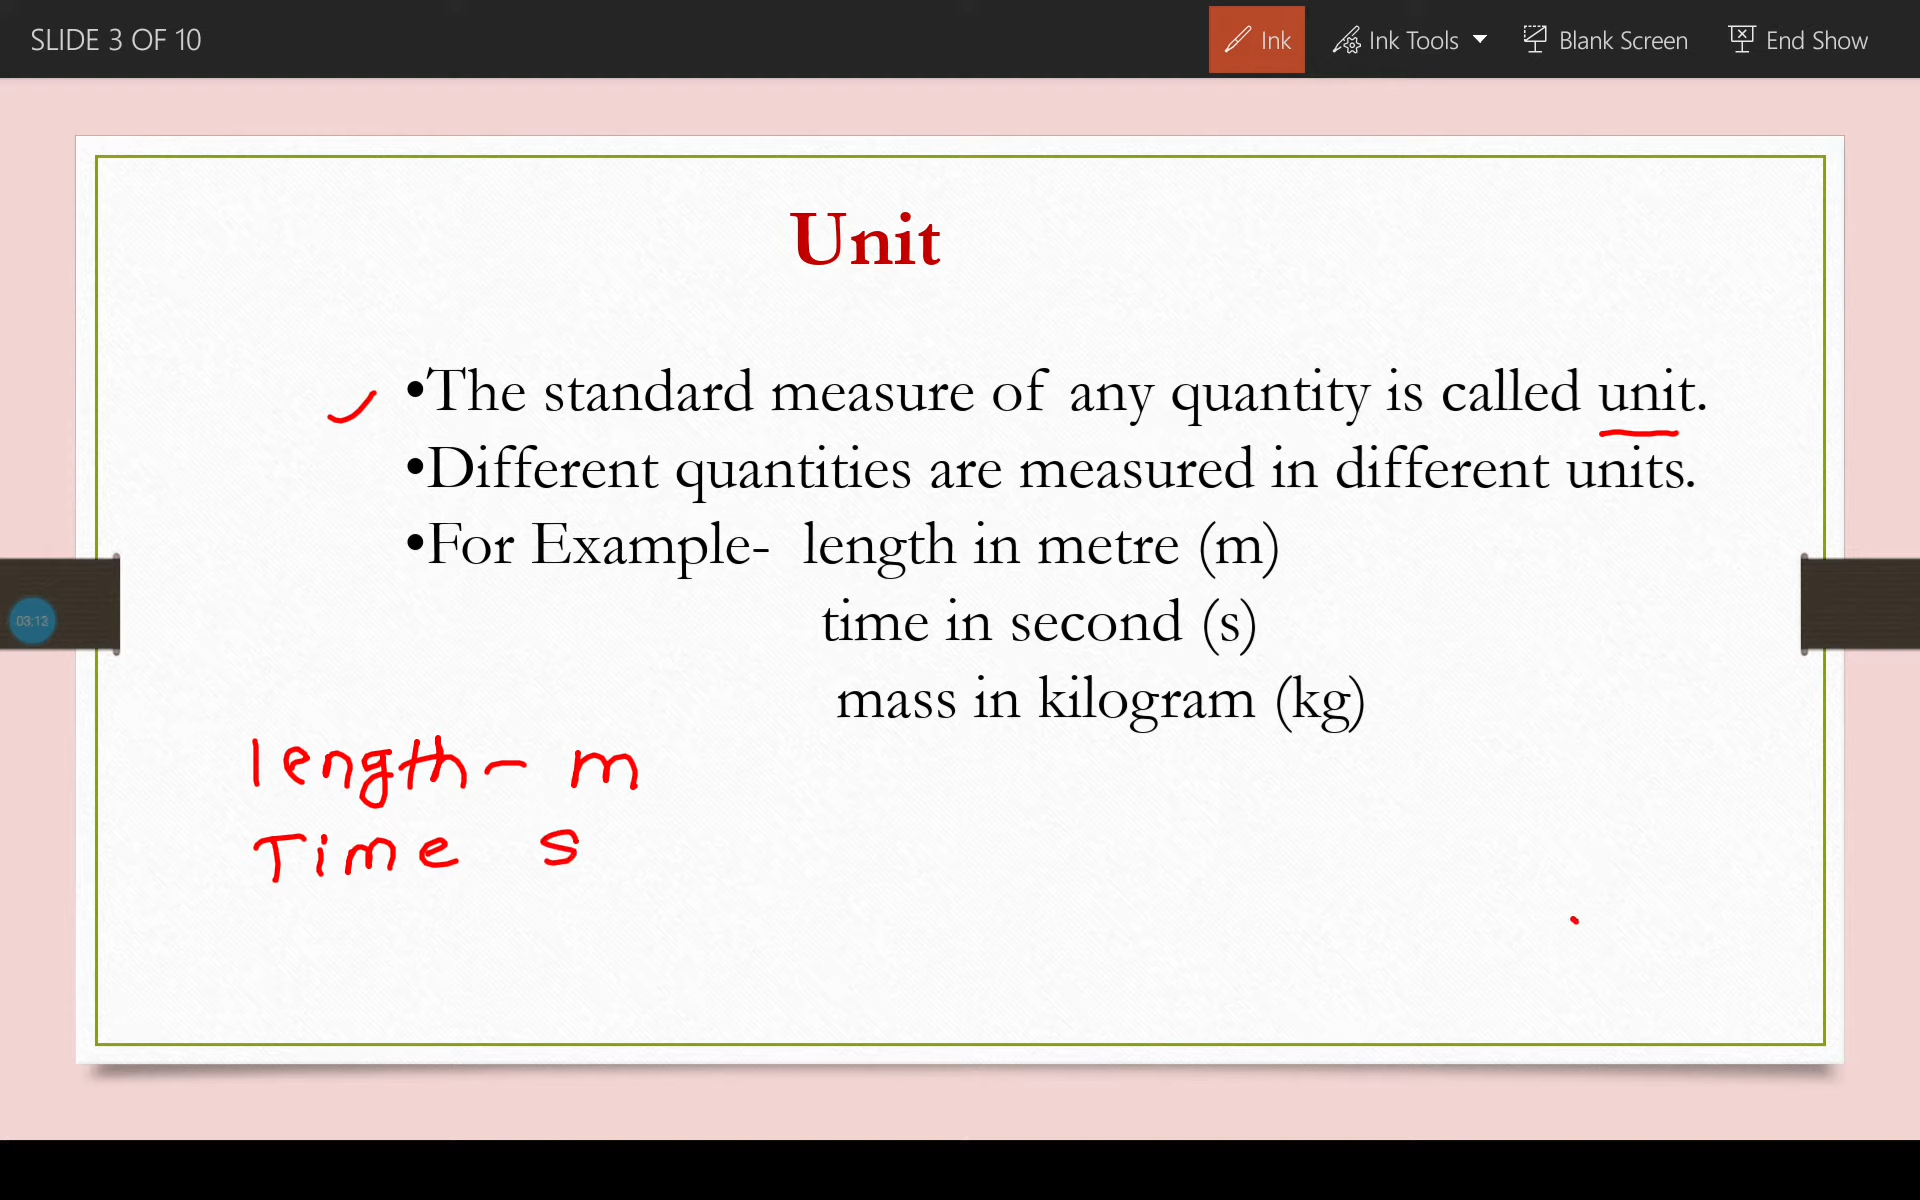 SLIDE 3 OF 10
Ink
Ink Tools
Blank Screen
End Show
Unit
•The standard measure of any quantity is called unit.
•Different quantities are measured in different units.
•For Example- length in metre (m)
time in second (s)
mass in kilogram (kg)
03:12
length - m
Time s